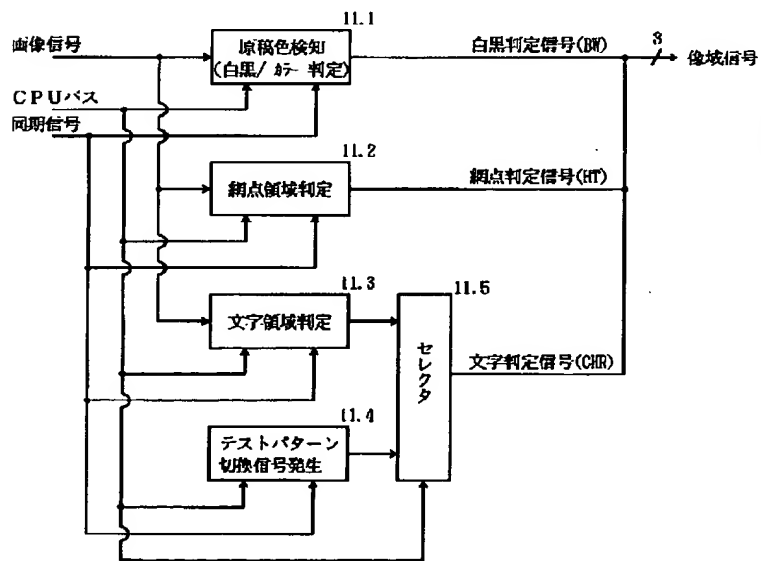 11.1
画像信号
原稿色検知
(白黒/カラー 判定)
白黒判定信号(BW)
3
像域信号
CPUバス
同期信号
11.2
網点領域判定
網点判定信号(HT)
11.3
11.5
文字領域判定
セレクタ
文字判定信号(CHR)
11.4
テストパターン
切換信号発生